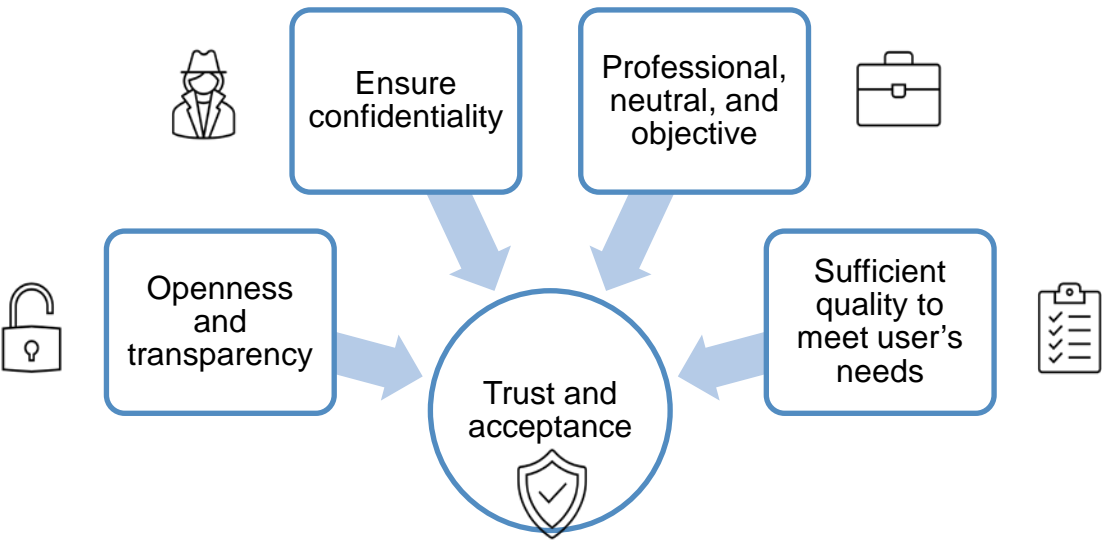 Ensure
confidentiality
Professional,
neutral, and
objective
Openness
and
transparency
Sufficient
quality to
meet user’s
needs
Trust and
acceptance